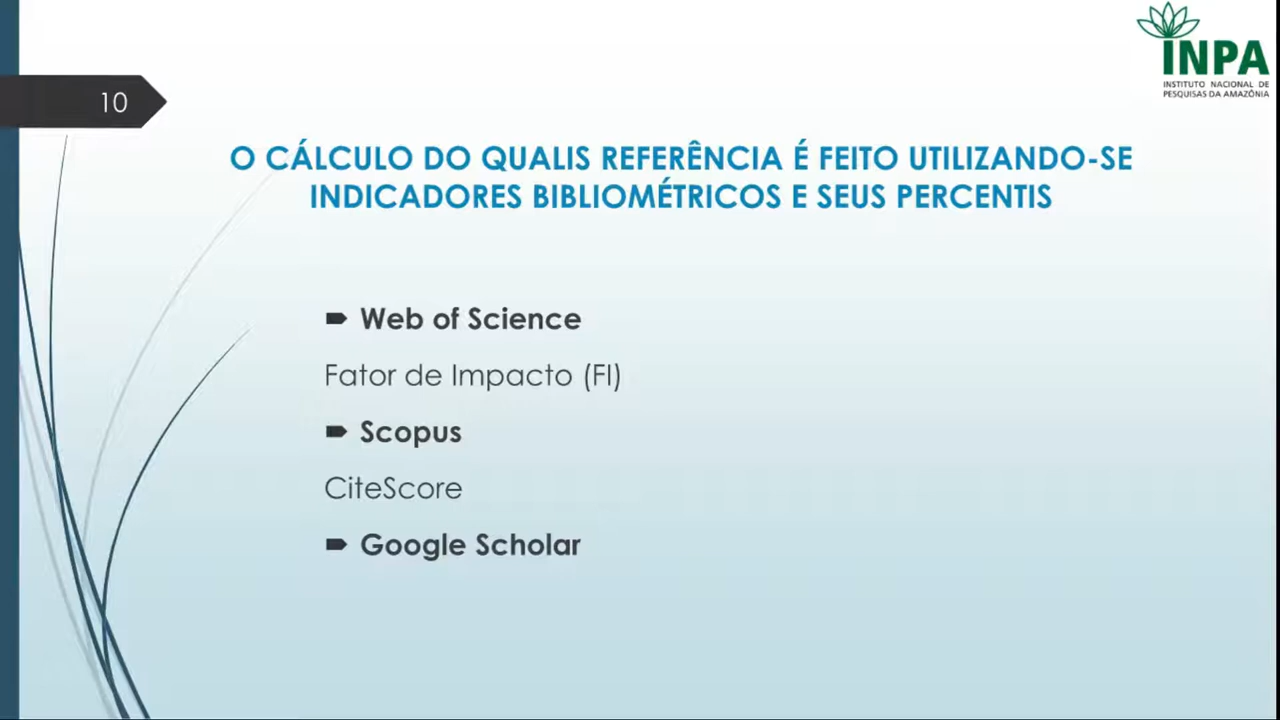 INPA
INSTITUTO NACIONAL DE
PESQUISAS DA AMAZÔNIA
10
O CÁLCULO DO QUALIS REFERÊNCIA É FEITO UTILIZANDO-SE
INDICADORES BIBLIOMÉTRICOS E SEUS PERCENTIS
Web of Science
Fator de Impacto (FI)
Scopus
CiteScore
Google Scholar